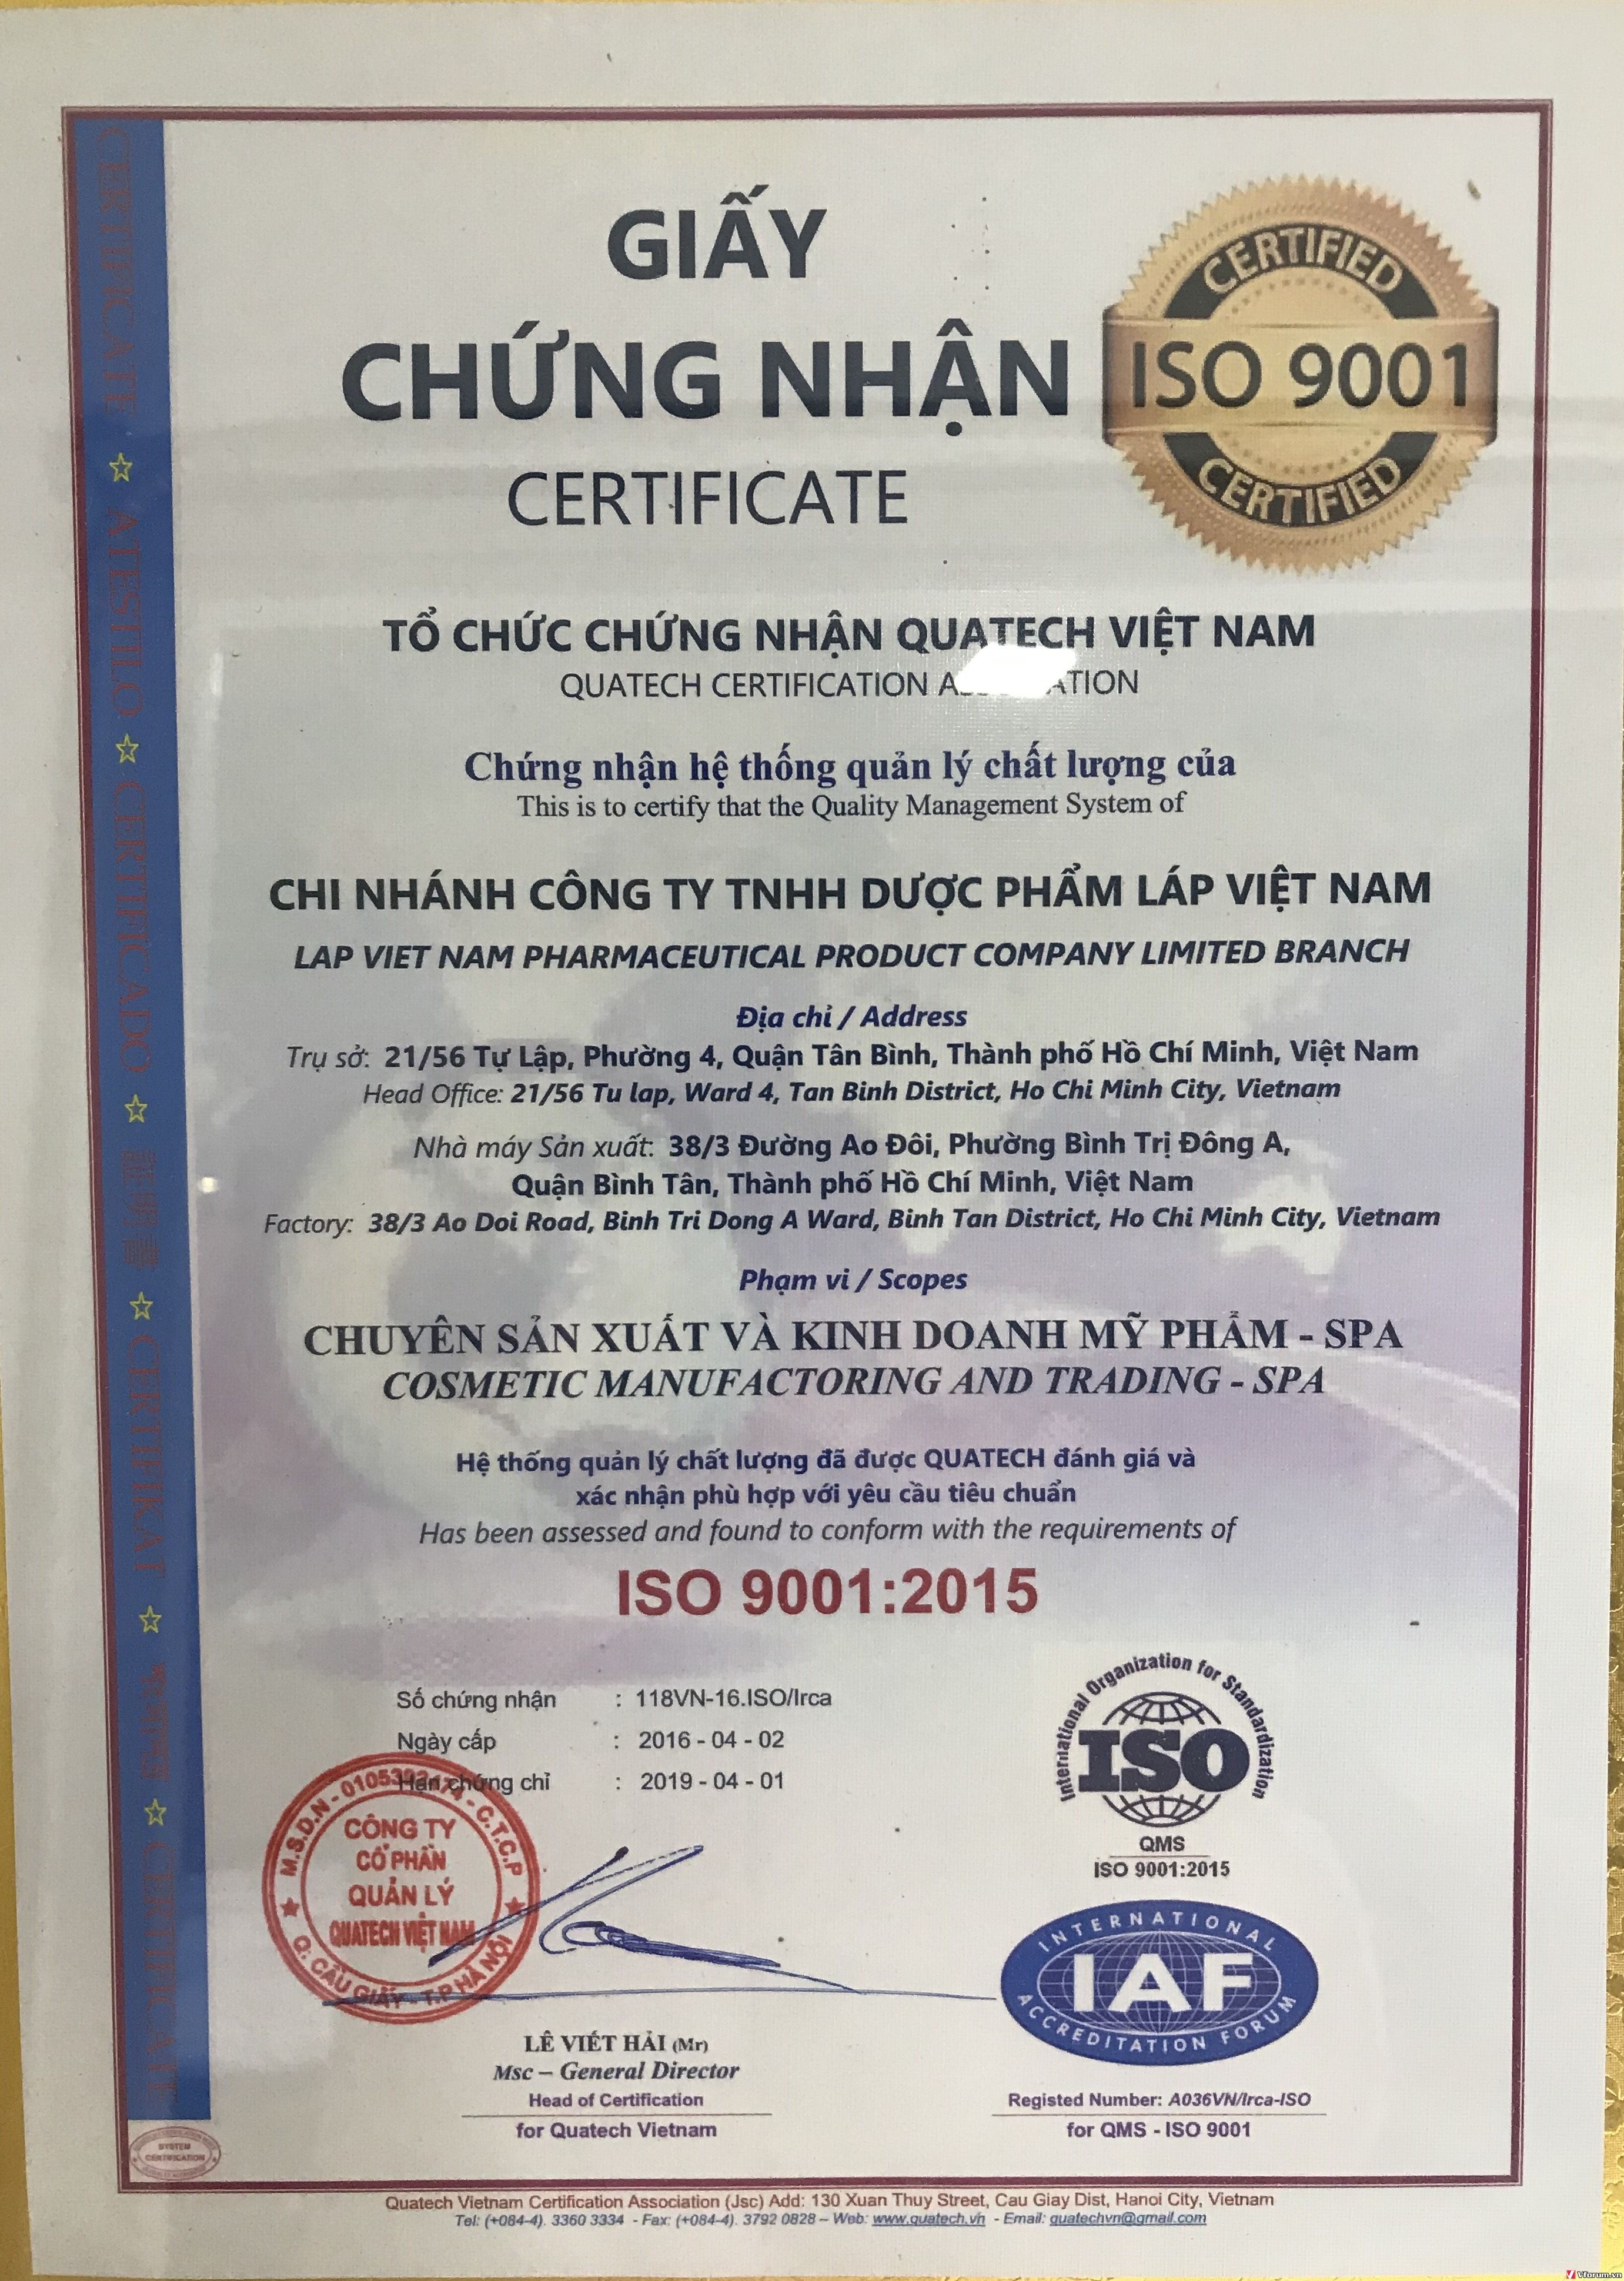 GIẤY
CHỨNG NHẬN
CERTIFICATE
CERTIFIED
ISO 9001
CERTIFIED
CERTIFICATE ☆ ATESTILO ☆ CERTIFICADO ☆ ☆ CERTIFIKAT ☆ ☆ CERTIFICATE
TỔ CHỨC CHỨNG NHẬN QUATECH VIỆT NAM
QUATECH CERTIFICATION
Chứng nhận hệ thống quản lý chất lượng của
This is to certify that the Quality Management System of
CHI NHÁNH CÔNG TY TNHH DƯỢC PHẨM LÁP VIỆT NAM
LAP VIET NAM PHARMACEUTICAL PRODUCT COMPANY LIMITED BRANCH
Địa chỉ / Address
Trụ sở: 21/56 Tự Lập, Phường 4, Quận Tân Bình, Thành phố Hồ Chí Minh, Việt Nam
Head Office: 21/56 Tu lap, Ward 4, Tan Binh District, Ho Chi Minh City, Vietnam
Nhà máy Sản xuất: 38/3 Đường Ao Đôi, Phường Bình Trị Đông A,
Quận Bình Tân, Thành phố Hồ Chí Minh, Việt Nam
Factory: 38/3 Ao Doi Road, Binh Tri Dong A Ward, Binh Tan District, Ho Chi Minh City, Vietnam
Phạm vi / Scopes
CHUYÊN SẢN XUẤT VÀ KINH DOANH MỸ PHẨM - SPA
COSMETIC MANUFACTORING AND TRADING - SPA
Hệ thống quản lý chất lượng đã được QUATECH đánh giá và
xác nhận phù hợp với yêu cầu tiêu chuẩn
Has been assessed and found to conform with the requirements of
ISO 9001:2015
Số chứng nhận : 118VN-16.ISO/Irca
Ngày cấp : 2016 - 04 - 02
Hạn chứng chỉ : 2019 - 04 - 01
International Organization for Standardization
ISO
QMS
ISO 9001:2015
M.S.D.N - C.T.C.P
CÔNG TY
CỔ PHẦN
QUẢN LÝ
QUATECH VIỆT NAM
Q. CẦU GIẤY - T.P HÀ NỘI
INTERNATIONAL
IAF
ACCREDITATION FORUM
LÊ VIẾT HẢI (Mr)
Msc – General Director
Head of Certification
for Quatech Vietnam
Registed Number: A036VN/Irca-ISO
for QMS - ISO 9001
SYSTEM
CERTIFICATION
Quatech Vietnam Certification Association (Jsc) Add: 130 Xuan Thuy Street, Cau Giay Dist, Hanoi City, Vietnam
Tel: (+084-4). 3360 3334 - Fax: (+084-4). 3792 0828 – Web: www.quatech.vn - Email: quatechvn@gmail.com
Vforum.vn